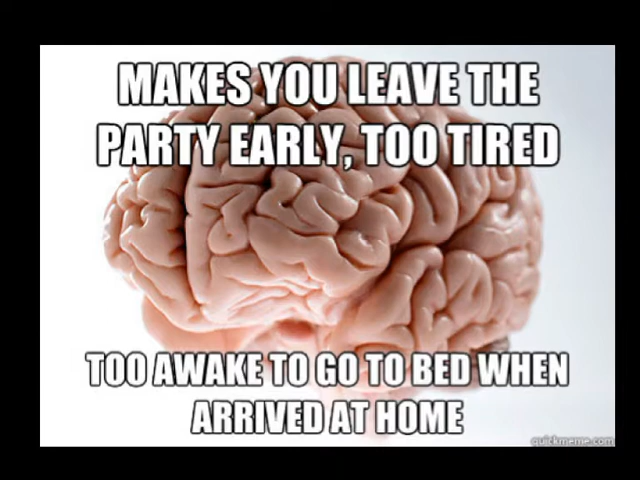 MAKES YOU LEAVE THE
PARTY EARLY, TOO TIRED
TOO AWAKE TO GO TO BED WHEN
ARRIVED AT HOME
quickmeme.com